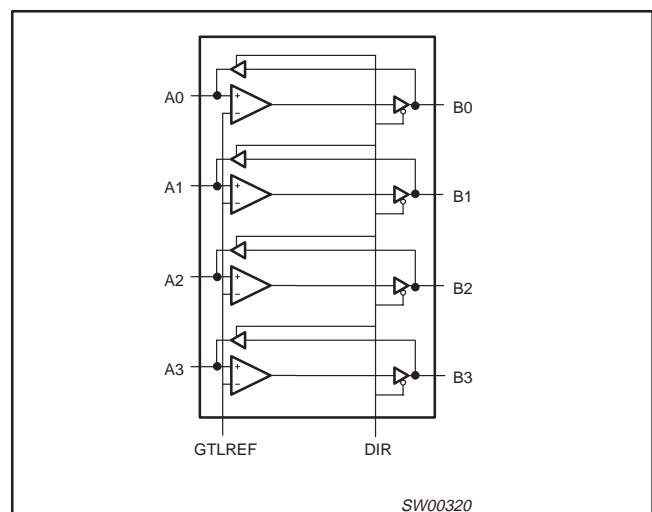 A0 + − B0
A1 + − B1
A2 + − B2
A3 + − B3
GTLREF DIR
SW00320